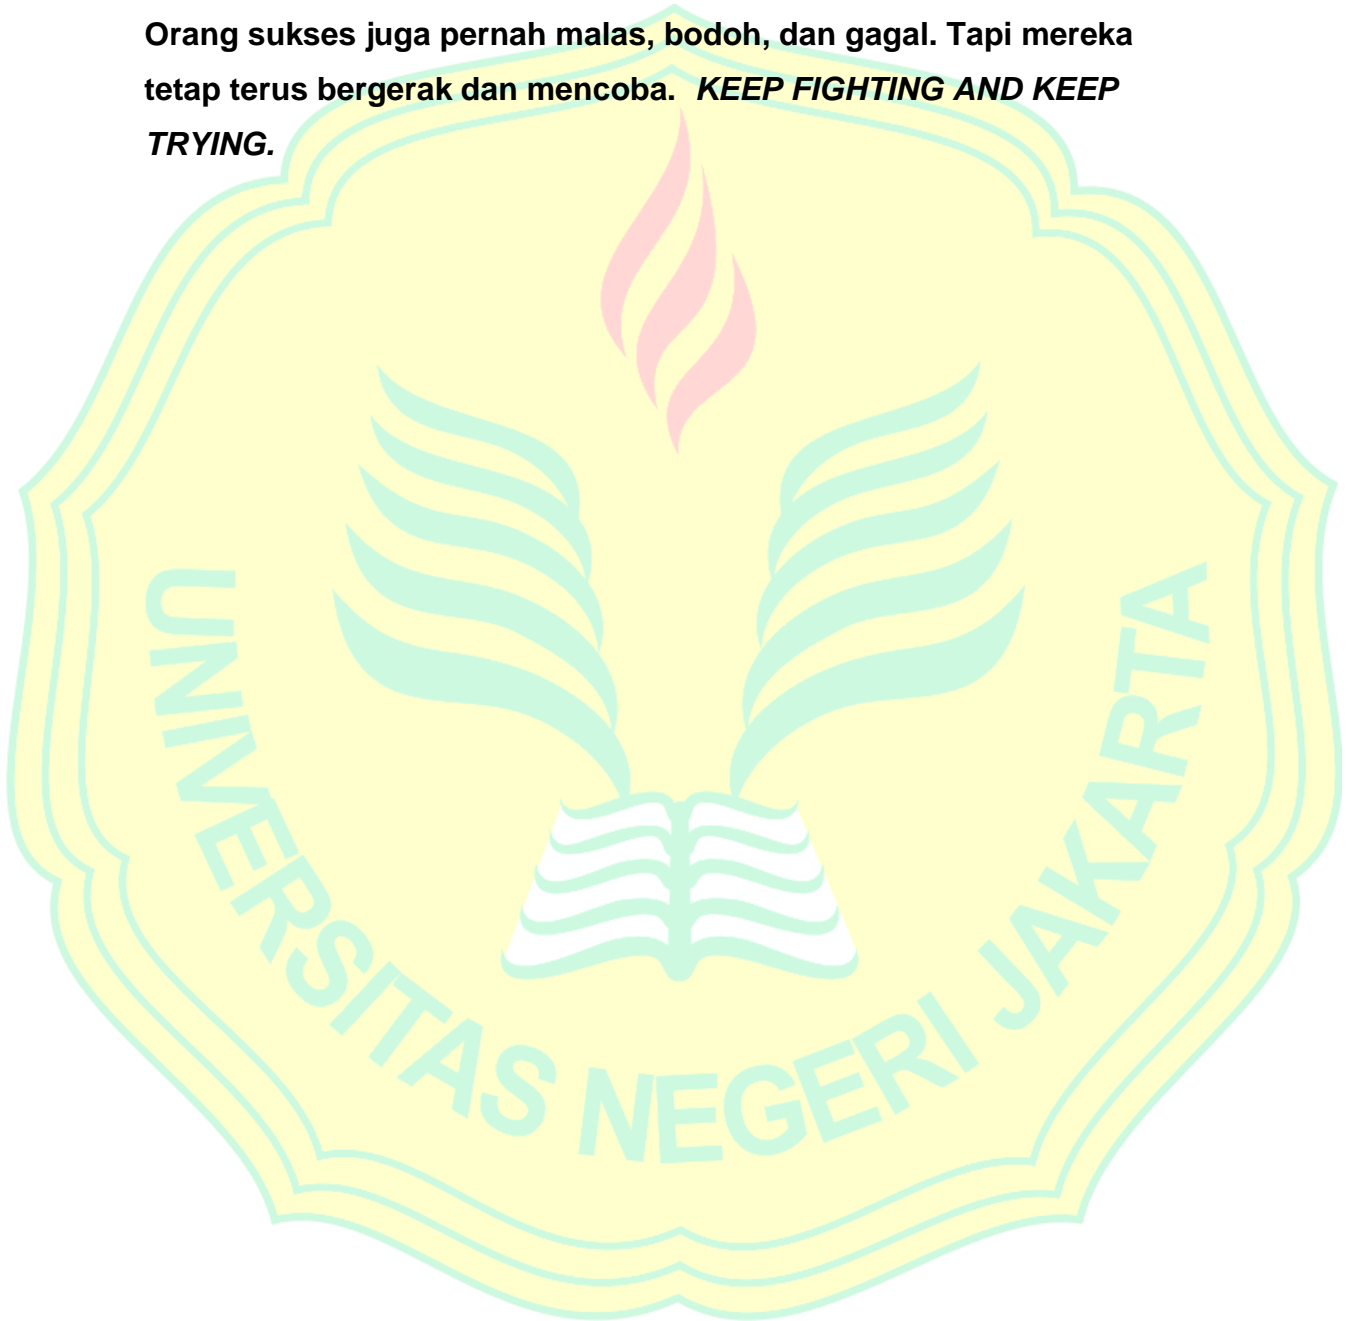 Orang sukses juga pernah malas, bodoh, dan gagal. Tapi mereka
tetap terus bergerak dan mencoba. KEEP FIGHTING AND KEEP
TRYING.
UNIVERSITAS NEGERI JAKARTA